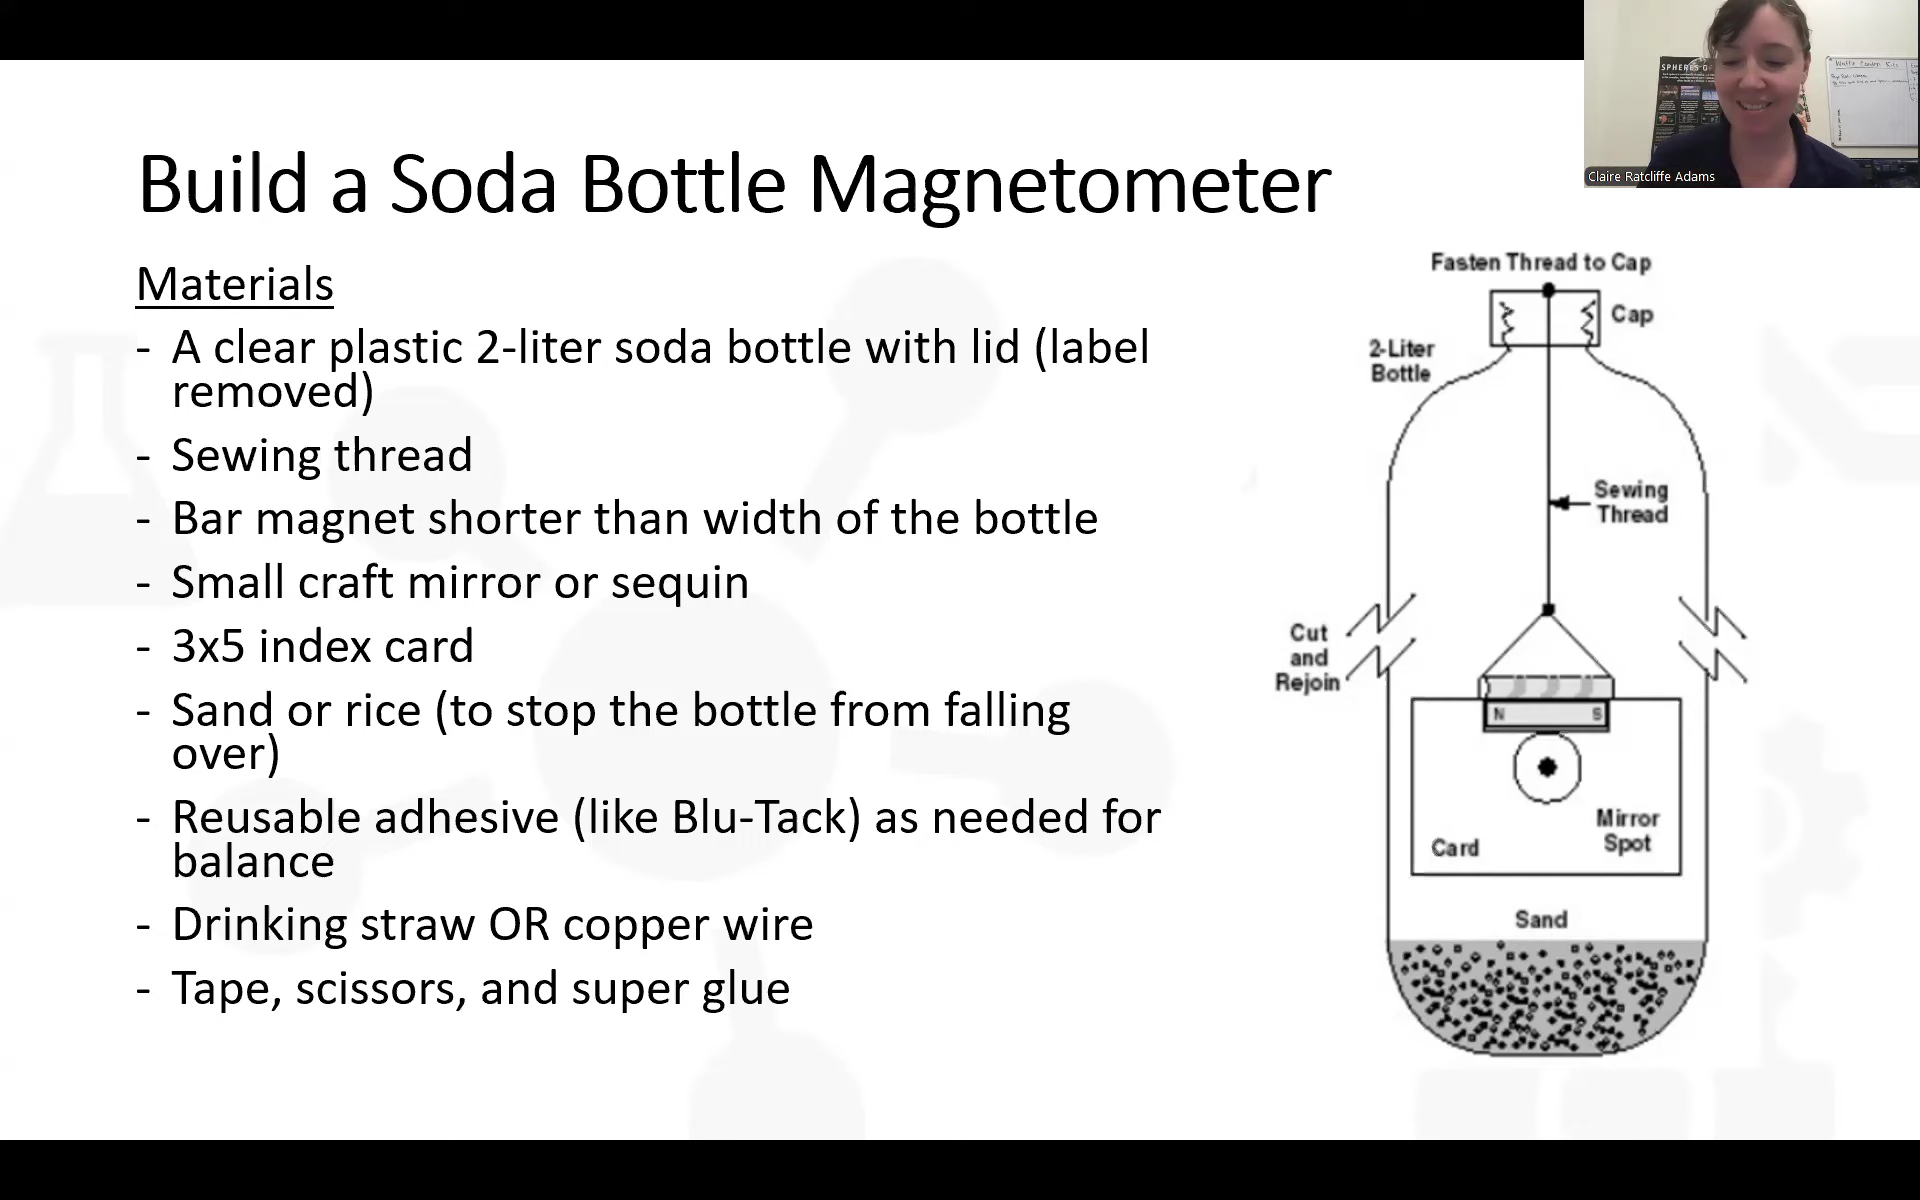 Build a Soda Bottle Magnetometer
Materials
- A clear plastic 2-liter soda bottle with lid (label
removed)
- Sewing thread
- Bar magnet shorter than width of the bottle
- Small craft mirror or sequin
- 3x5 index card
- Sand or rice (to stop the bottle from falling
over)
- Reusable adhesive (like Blu-Tack) as needed for
balance
- Drinking straw OR copper wire
- Tape, scissors, and super glue
Fasten Thread to Cap
Cap
2-Liter
Bottle
Sewing
Thread
Cut
and
Rejoin
N S
Mirror
Spot
Card
Sand
SPHERES OF
Claire Ratcliffe Adams